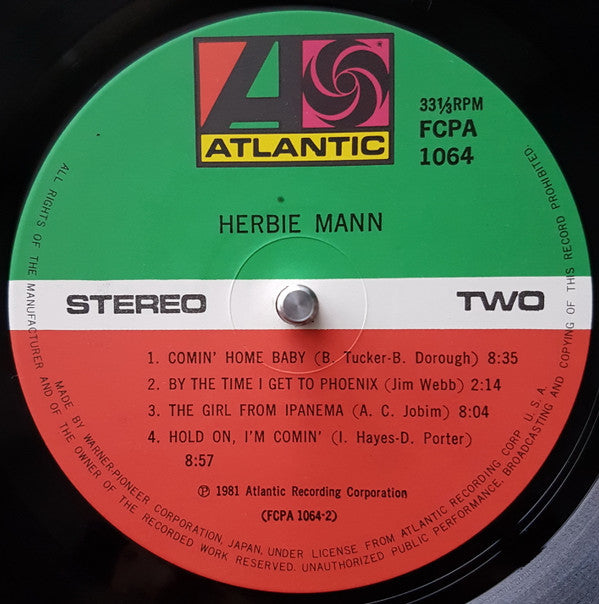 ATLANTIC
33⅓RPM
FCPA
1064
HERBIE MANN
STEREO
TWO
1. COMIN' HOME BABY (B. Tucker-B. Dorough) 8:35
2. BY THE TIME I GET TO PHOENIX (Jim Webb) 2:14
3. THE GIRL FROM IPANEMA (A. C. Jobim) 8:04
4. HOLD ON, I'M COMIN' (I. Hayes-D. Porter)
8:57
Ⓟ 1981 Atlantic Recording Corporation
(FCPA 1064-2)
MADE BY WARNER-PIONEER CORPORATION, JAPAN, UNDER LICENSE FROM ATLANTIC RECORDING CORP. U. S. A.
ALL RIGHTS OF THE MANUFACTURER AND OF THE OWNER OF THE RECORDED WORK RESERVED. UNAUTHORIZED PUBLIC PERFORMANCE, BROADCASTING AND COPYING OF THIS RECORD PROHIBITED.